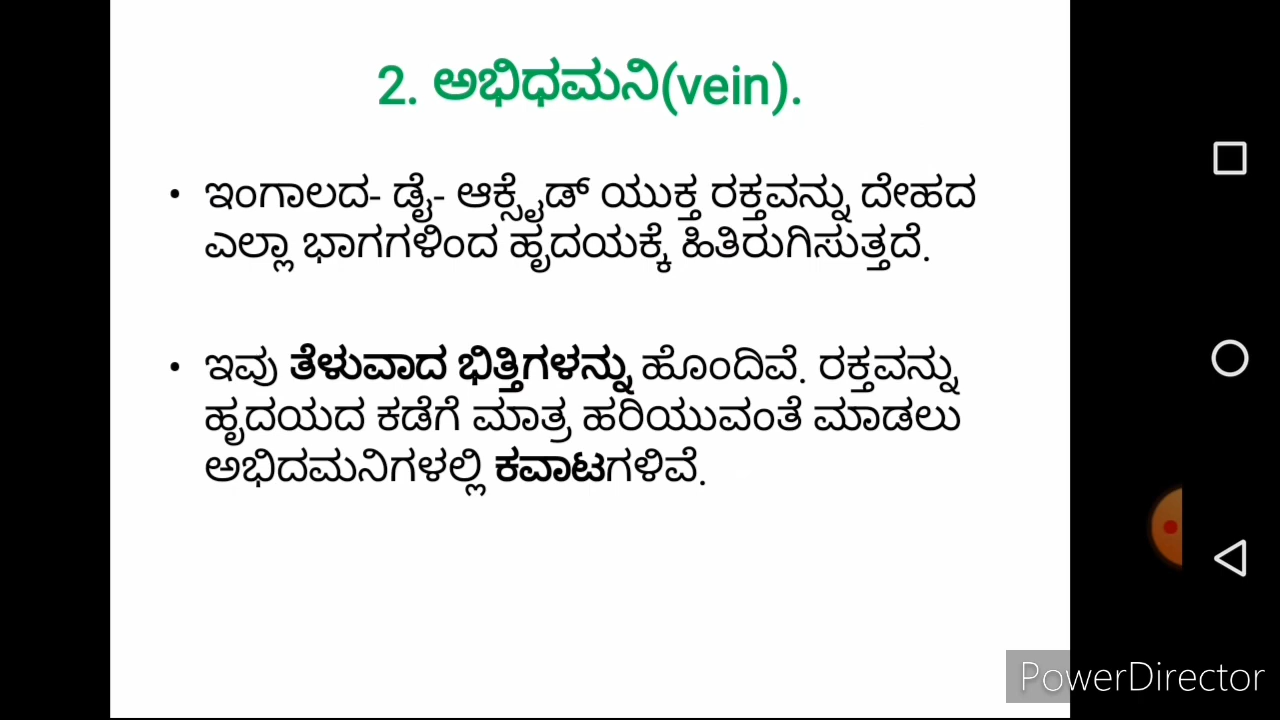 2. ಅಭಿಧಮನಿ(vein).
• ಇಂಗಾಲದ- ಡೈ- ಆಕ್ಸೈಡ್ ಯುಕ್ತ ರಕ್ತವನ್ನು ದೇಹದ
ಎಲ್ಲಾ ಭಾಗಗಳಿಂದ ಹೃದಯಕ್ಕೆ ಹಿತಿರುಗಿಸುತ್ತದೆ.
• ಇವು ತೆಳುವಾದ ಭಿತ್ತಿಗಳನ್ನು ಹೊಂದಿವೆ. ರಕ್ತವನ್ನು
ಹೃದಯದ ಕಡೆಗೆ ಮಾತ್ರ ಹರಿಯುವಂತೆ ಮಾಡಲು
ಅಭಿದಮನಿಗಳಲ್ಲಿ ಕವಾಟಗಳಿವೆ.
PowerDirector